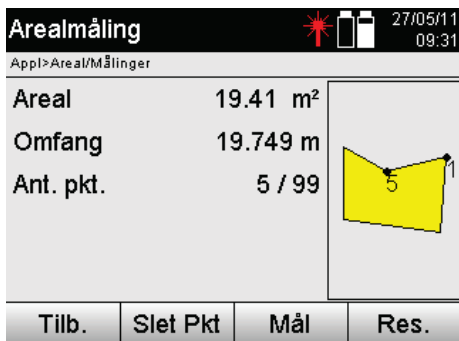 Arealmåling 27/05/11
09:31
Appl>Areal/Målinger
Areal 19.41 m²
Omfang 19.749 m
Ant. pkt. 5 / 99
5 1
Tilb. Slet Pkt Mål Res.